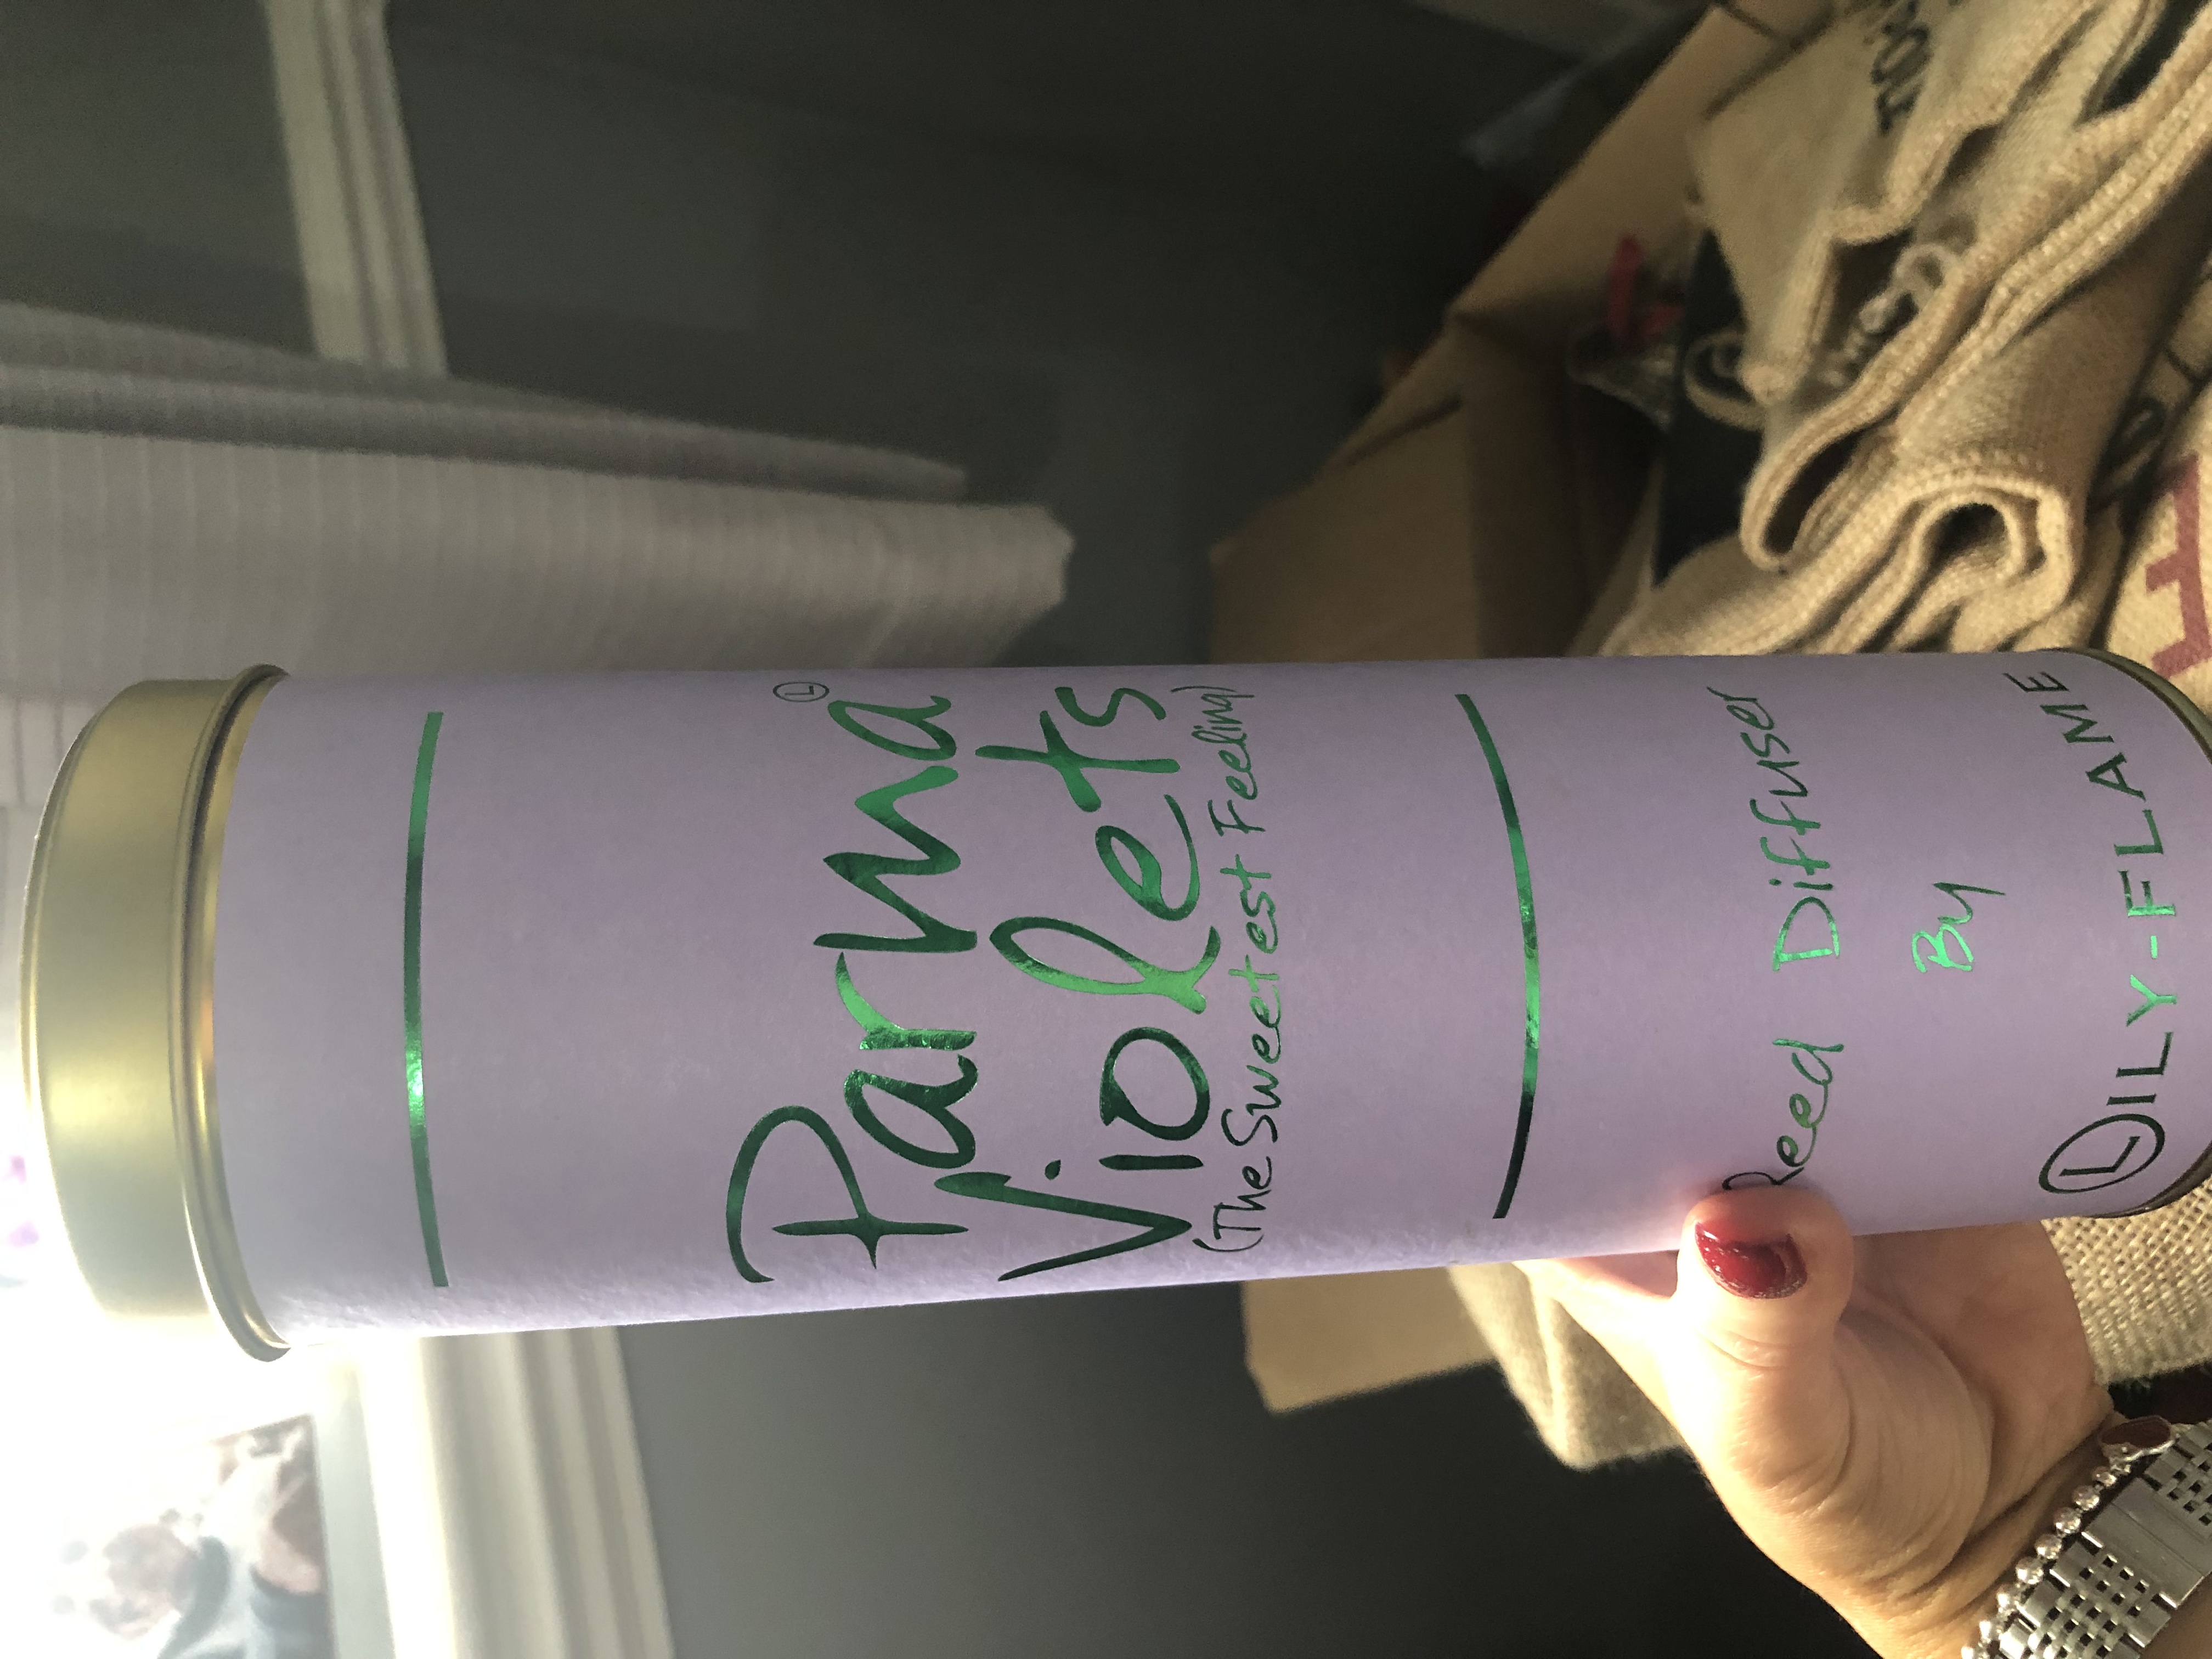 Parma
Violets
(The Sweetest Feeling)
Reed Diffuser
By
LILY-FLAME